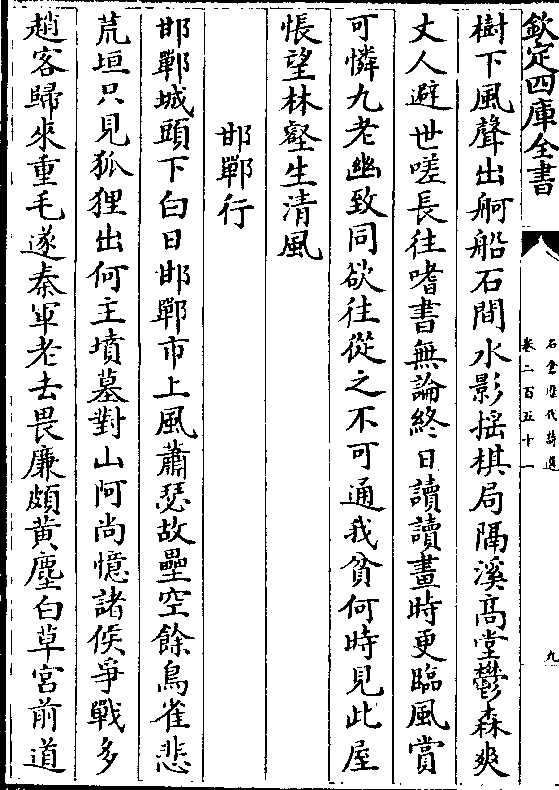 欽定四庫全書
石倉歷代詩選
卷二百五十一
九
樹下風聲出舸船石間水影揺棋局隔溪髙堂鬱森爽
丈人避世嗟長往嗜書無論終日讀讀畫時更臨風賞
可憐九老幽致同欲往從之不可通我貧何時見此屋
悵望林壑生清風
邯鄲行
邯鄲城頭下白日邯鄲市上風蕭瑟故壘空餘鳥雀悲
荒垣只見狐狸出何主墳墓對山阿尚憶諸侯爭戰多
趙客歸來重毛遂秦軍老去畏廉頗黄塵白草宮前道